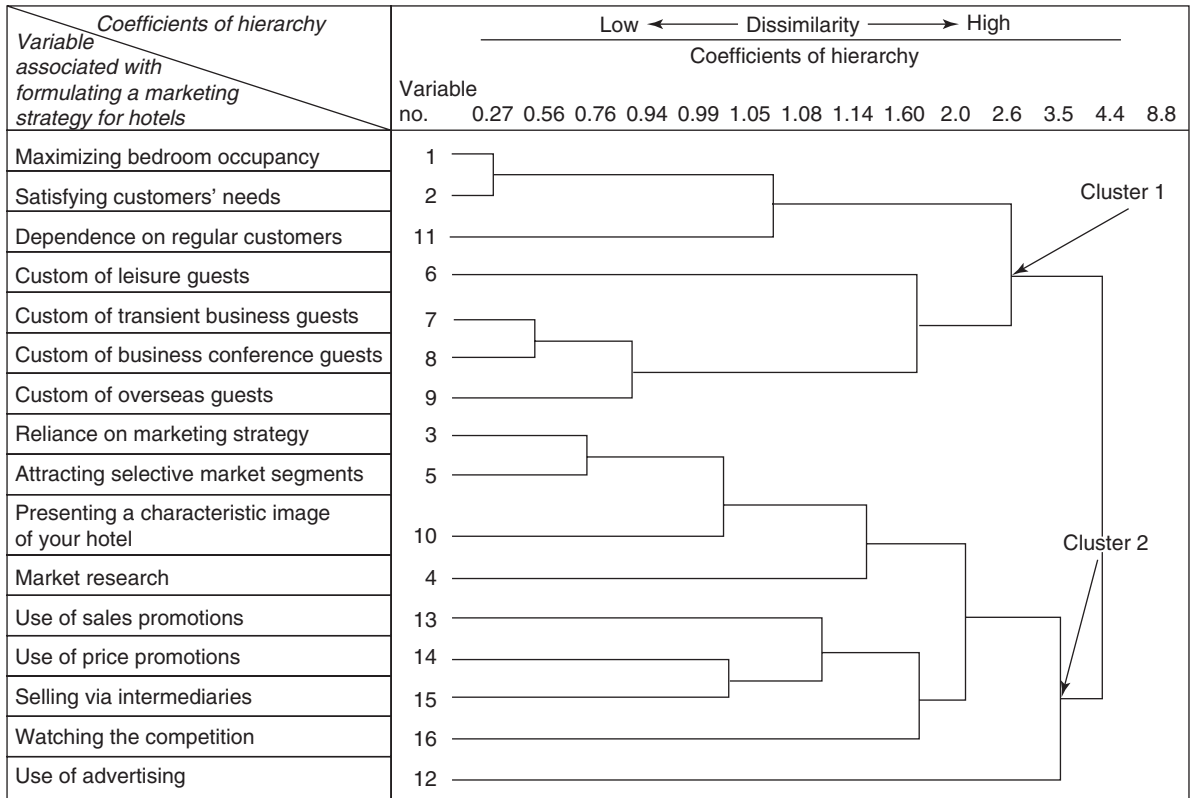 Coefficients of hierarchy
Variable
associated with
formulating a marketing
strategy for hotels
Low Dissimilarity High
Coefficients of hierarchy
Variable
no. 0.27 0.56 0.76 0.94 0.99 1.05 1.08 1.14 1.60 2.0 2.6 3.5 4.4 8.8
Maximizing bedroom occupancy 1
Satisfying customers' needs 2
Cluster 1
Dependence on regular customers 11
Custom of leisure guests 6
Custom of transient business guests 7
Custom of business conference guests 8
Custom of overseas guests 9
Reliance on marketing strategy 3
Attracting selective market segments 5
Presenting a characteristic image
of your hotel 10
Cluster 2
Market research 4
Use of sales promotions 13
Use of price promotions 14
Selling via intermediaries 15
Watching the competition 16
Use of advertising 12